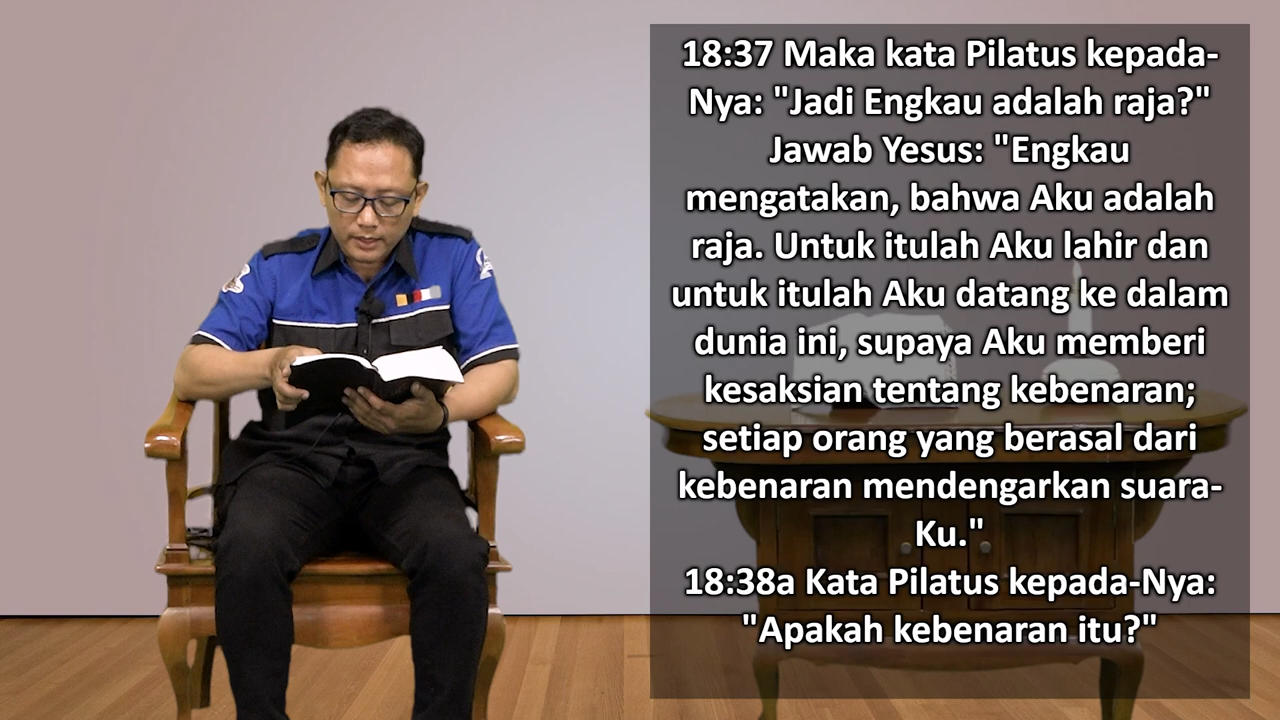 18:37 Maka kata Pilatus kepada-
Nya: "Jadi Engkau adalah raja?"
Jawab Yesus: "Engkau
mengatakan, bahwa Aku adalah
raja. Untuk itulah Aku lahir dan
untuk itulah Aku datang ke dalam
dunia ini, supaya Aku memberi
kesaksian tentang kebenaran;
setiap orang yang berasal dari
kebenaran mendengarkan suara-
Ku."
18:38a Kata Pilatus kepada-Nya:
"Apakah kebenaran itu?"